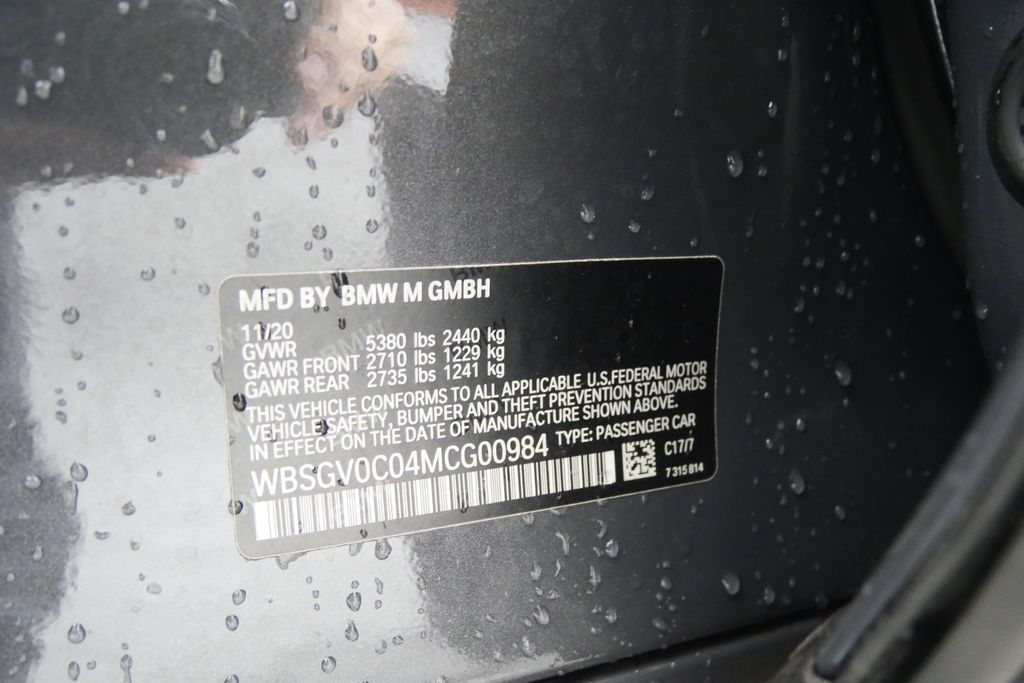 MFD BY BMW M GMBH
11/20
GVWR 5380 lbs 2440 kg
GAWR FRONT 2710 lbs 1229 kg
GAWR REAR 2735 lbs 1241 kg
THIS VEHICLE CONFORMS TO ALL APPLICABLE U.S.FEDERAL MOTOR
VEHICLE SAFETY, BUMPER AND THEFT PREVENTION STANDARDS
IN EFFECT ON THE DATE OF MANUFACTURE SHOWN ABOVE.
WBSGV0C04MCG00984 TYPE: PASSENGER CAR
C17/7
7 315 814